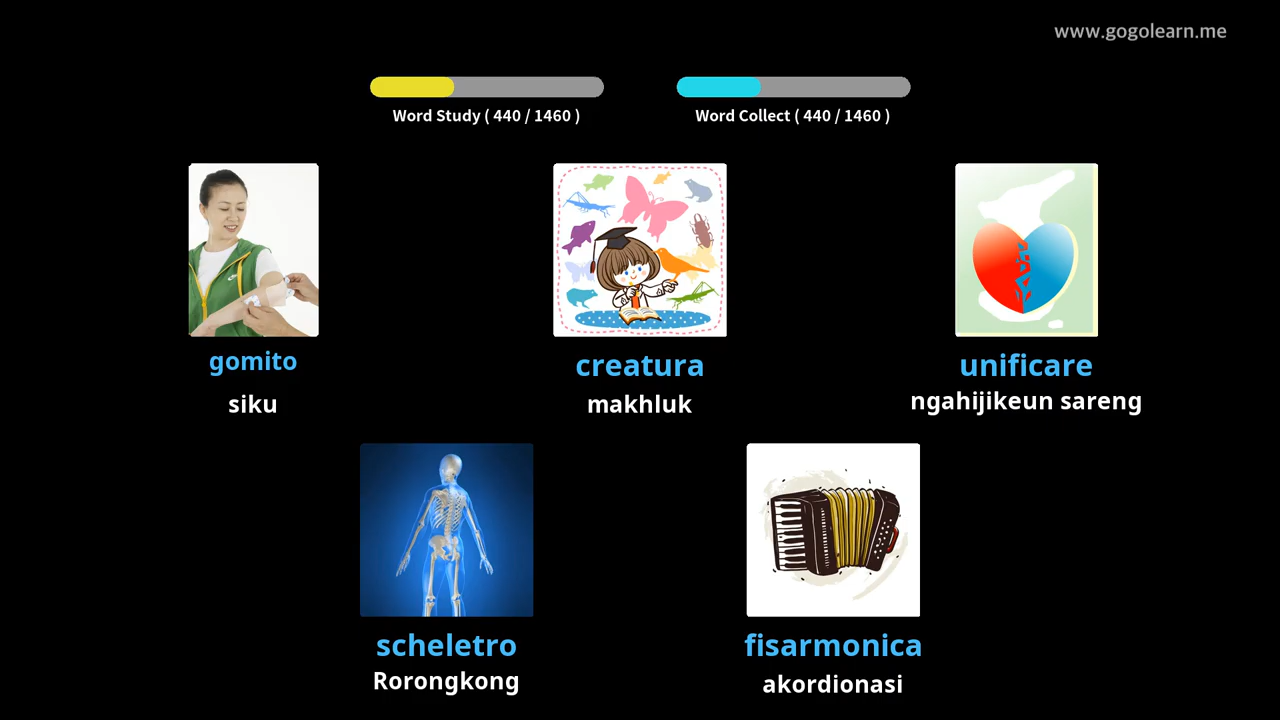 www.gogolearn.me
Word Study ( 440 / 1460 )
Word Collect ( 440 / 1460 )
gomito
siku
creatura
makhluk
unificare
ngahijikeun sareng
scheletro
Rorongkong
fisarmonica
akordionasi